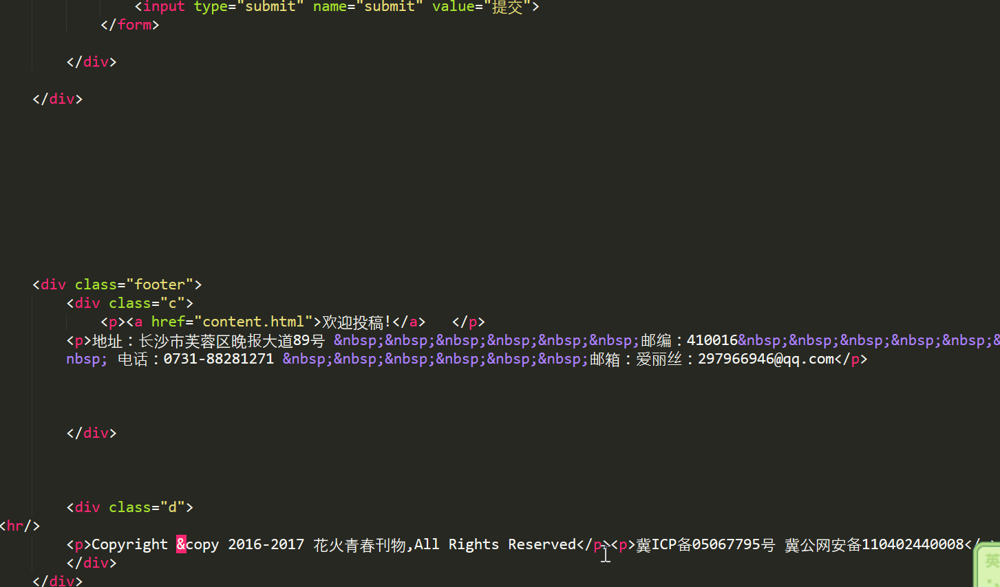 <input type="submit" name="submit" value="提交">
</form>
</div>
</div>
<div class="footer">
<div class="c">
<p><a href="content.html">欢迎投稿!</a>   </p>
<p>地址：长沙市芙蓉区晚报大道89号 &nbsp;&nbsp;&nbsp;&nbsp;&nbsp;&nbsp;邮编：410016&nbsp;&nbsp;&nbsp;&nbsp;&nbsp;&
nbsp; 电话：0731-88281271 &nbsp;&nbsp;&nbsp;&nbsp;&nbsp;&nbsp;邮箱：爱丽丝：297966946@qq.com</p>
</div>
<div class="d">
<hr/>
<p>Copyright &copy 2016-2017 花火青春刊物,All Rights Reserved</p><p>冀ICP备05067795号 冀公网安备110402440008</
</div>
</div>
英